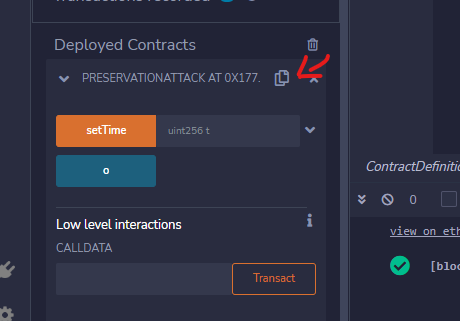 Transactions recorded
Deployed Contracts
PRESERVATIONATTACK AT 0X177.
setTime
uint256 t
o
Low level interactions
i
CALLDATA
Transact
ContractDefinitio
0
view on eth
[bloc